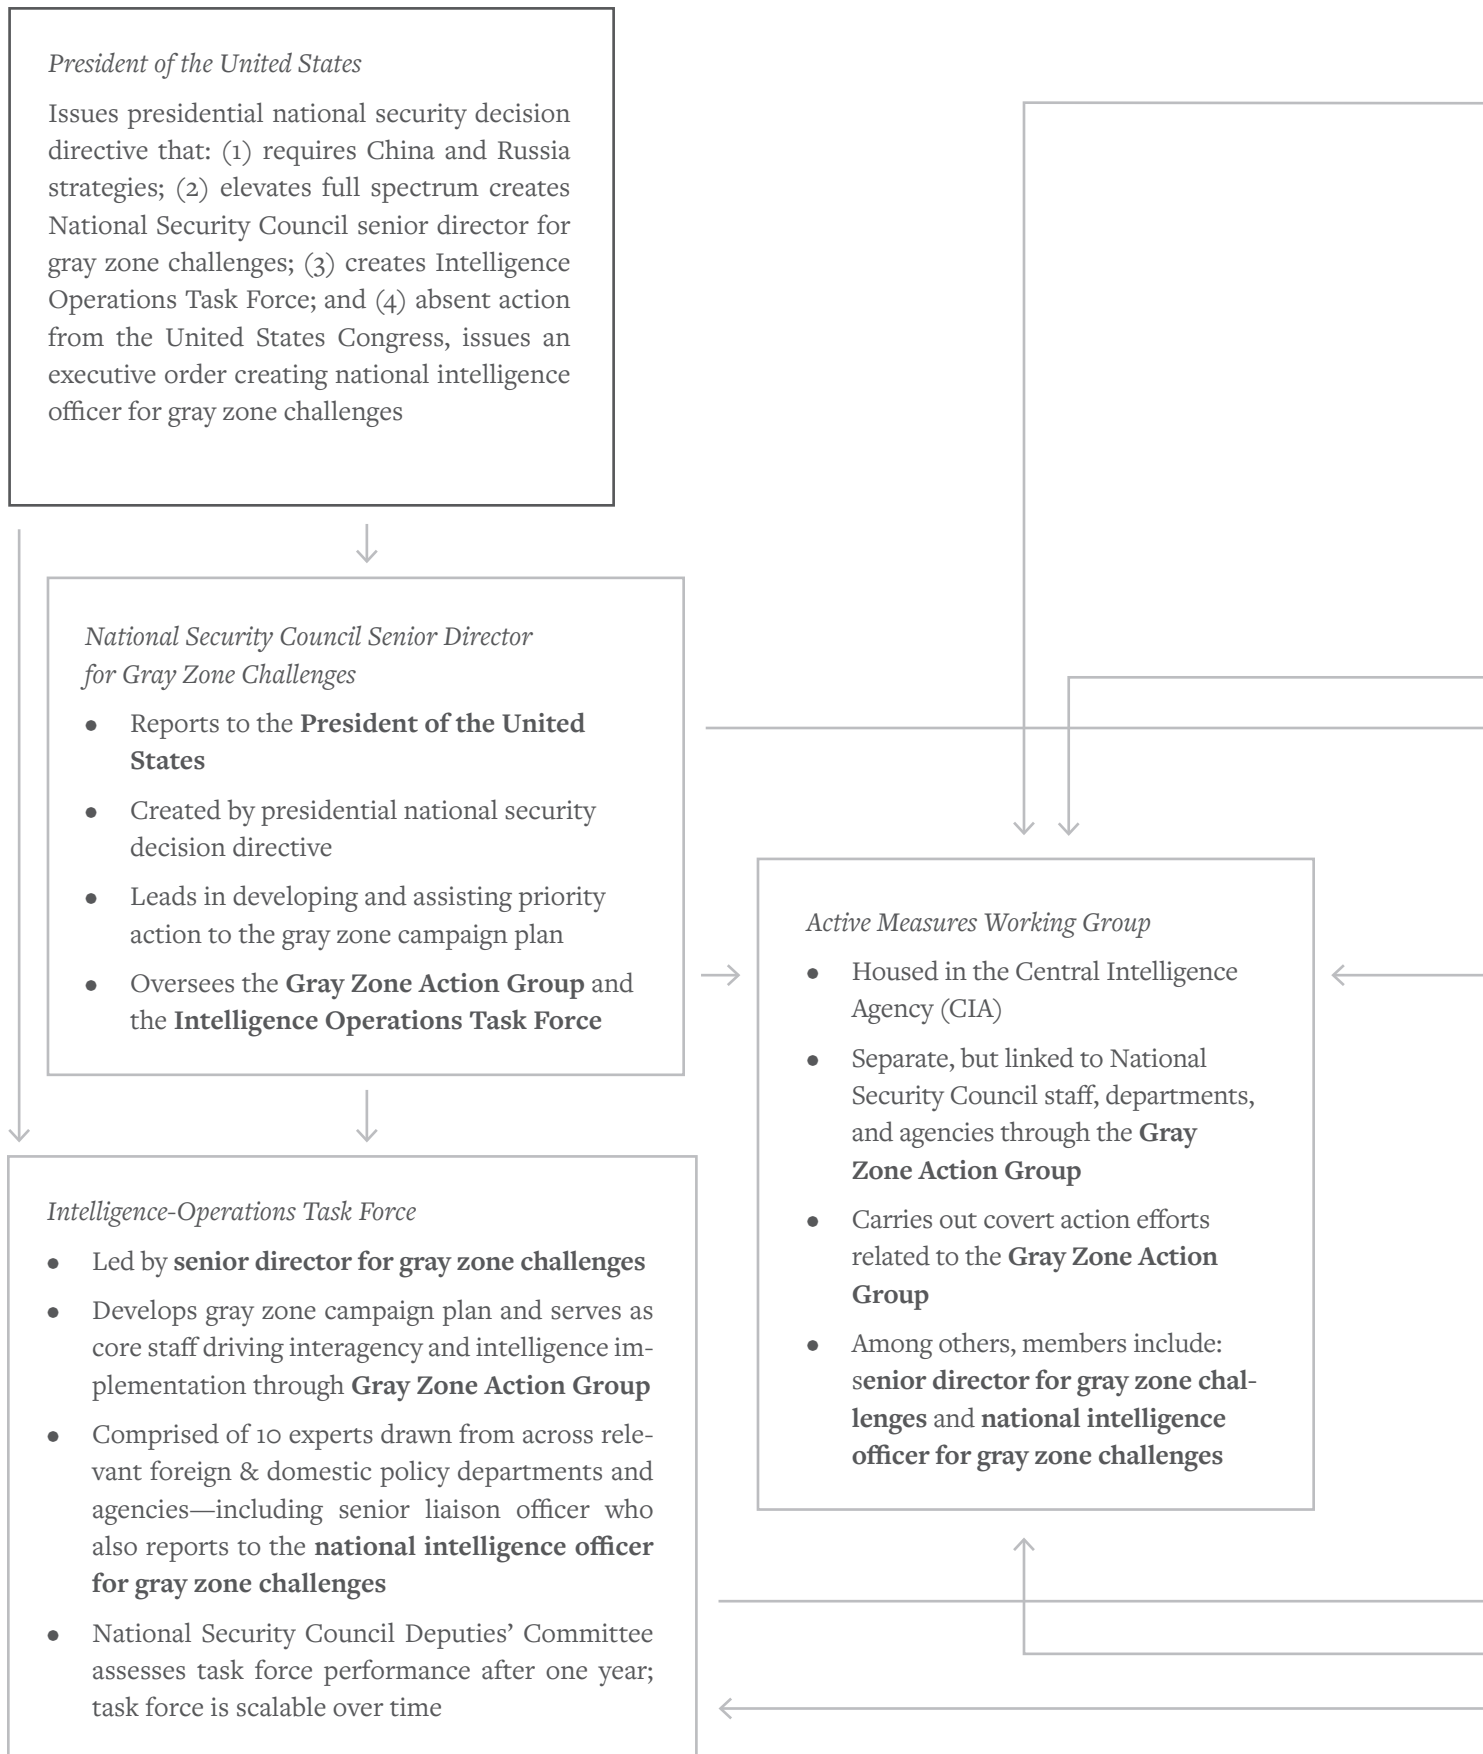 President of the United States
Issues presidential national security decision
directive that: (1) requires China and Russia
strategies; (2) elevates full spectrum creates
National Security Council senior director for
gray zone challenges; (3) creates Intelligence
Operations Task Force; and (4) absent action
from the United States Congress, issues an
executive order creating national intelligence
officer for gray zone challenges
National Security Council Senior Director
for Gray Zone Challenges
● Reports to the President of the United
States
● Created by presidential national security
decision directive
● Leads in developing and assisting priority
action to the gray zone campaign plan
● Oversees the Gray Zone Action Group and
the Intelligence Operations Task Force
Active Measures Working Group
● Housed in the Central Intelligence
Agency (CIA)
● Separate, but linked to National
Security Council staff, departments,
and agencies through the Gray
Zone Action Group
● Carries out covert action efforts
related to the Gray Zone Action
Group
● Among others, members include:
senior director for gray zone chal-
lenges and national intelligence
officer for gray zone challenges
Intelligence-Operations Task Force
● Led by senior director for gray zone challenges
● Develops gray zone campaign plan and serves as
core staff driving interagency and intelligence im-
plementation through Gray Zone Action Group
● Comprised of 10 experts drawn from across rele-
vant foreign & domestic policy departments and
agencies—including senior liaison officer who
also reports to the national intelligence officer
for gray zone challenges
● National Security Council Deputies’ Committee
assesses task force performance after one year;
task force is scalable over time